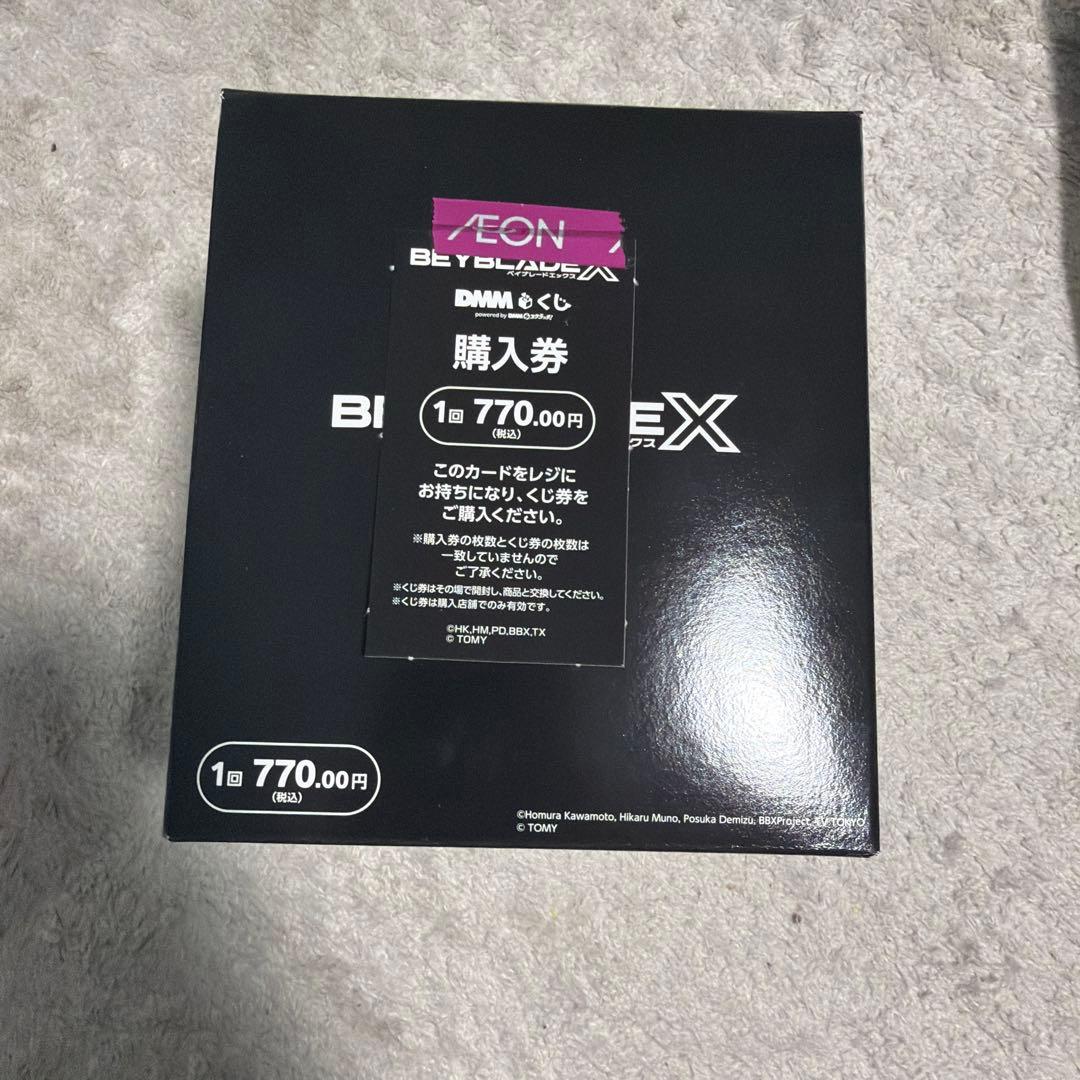 ÆON
BEYBLADE X
ベイブレードエックス
DMMくじ
powered by DMMスクラッチ!
購入券
1回 770.00円
(税込)
このカードをレジに
お持ちになり、くじ券を
ご購入ください。
※購入券の枚数とくじ券の枚数は
一致していませんので
ご了承ください。
※くじ券はその場で開封し、商品と交換してください。
※くじ券は購入店舗でのみ有効です。
©HK,HM,PD,BBX,TX
© TOMY
BE EX
クス
1回 770.00円
(税込)
©Homura Kawamoto, Hikaru Muno, Posuka Demizu, BBXProject, TV TOKYO
© TOMY